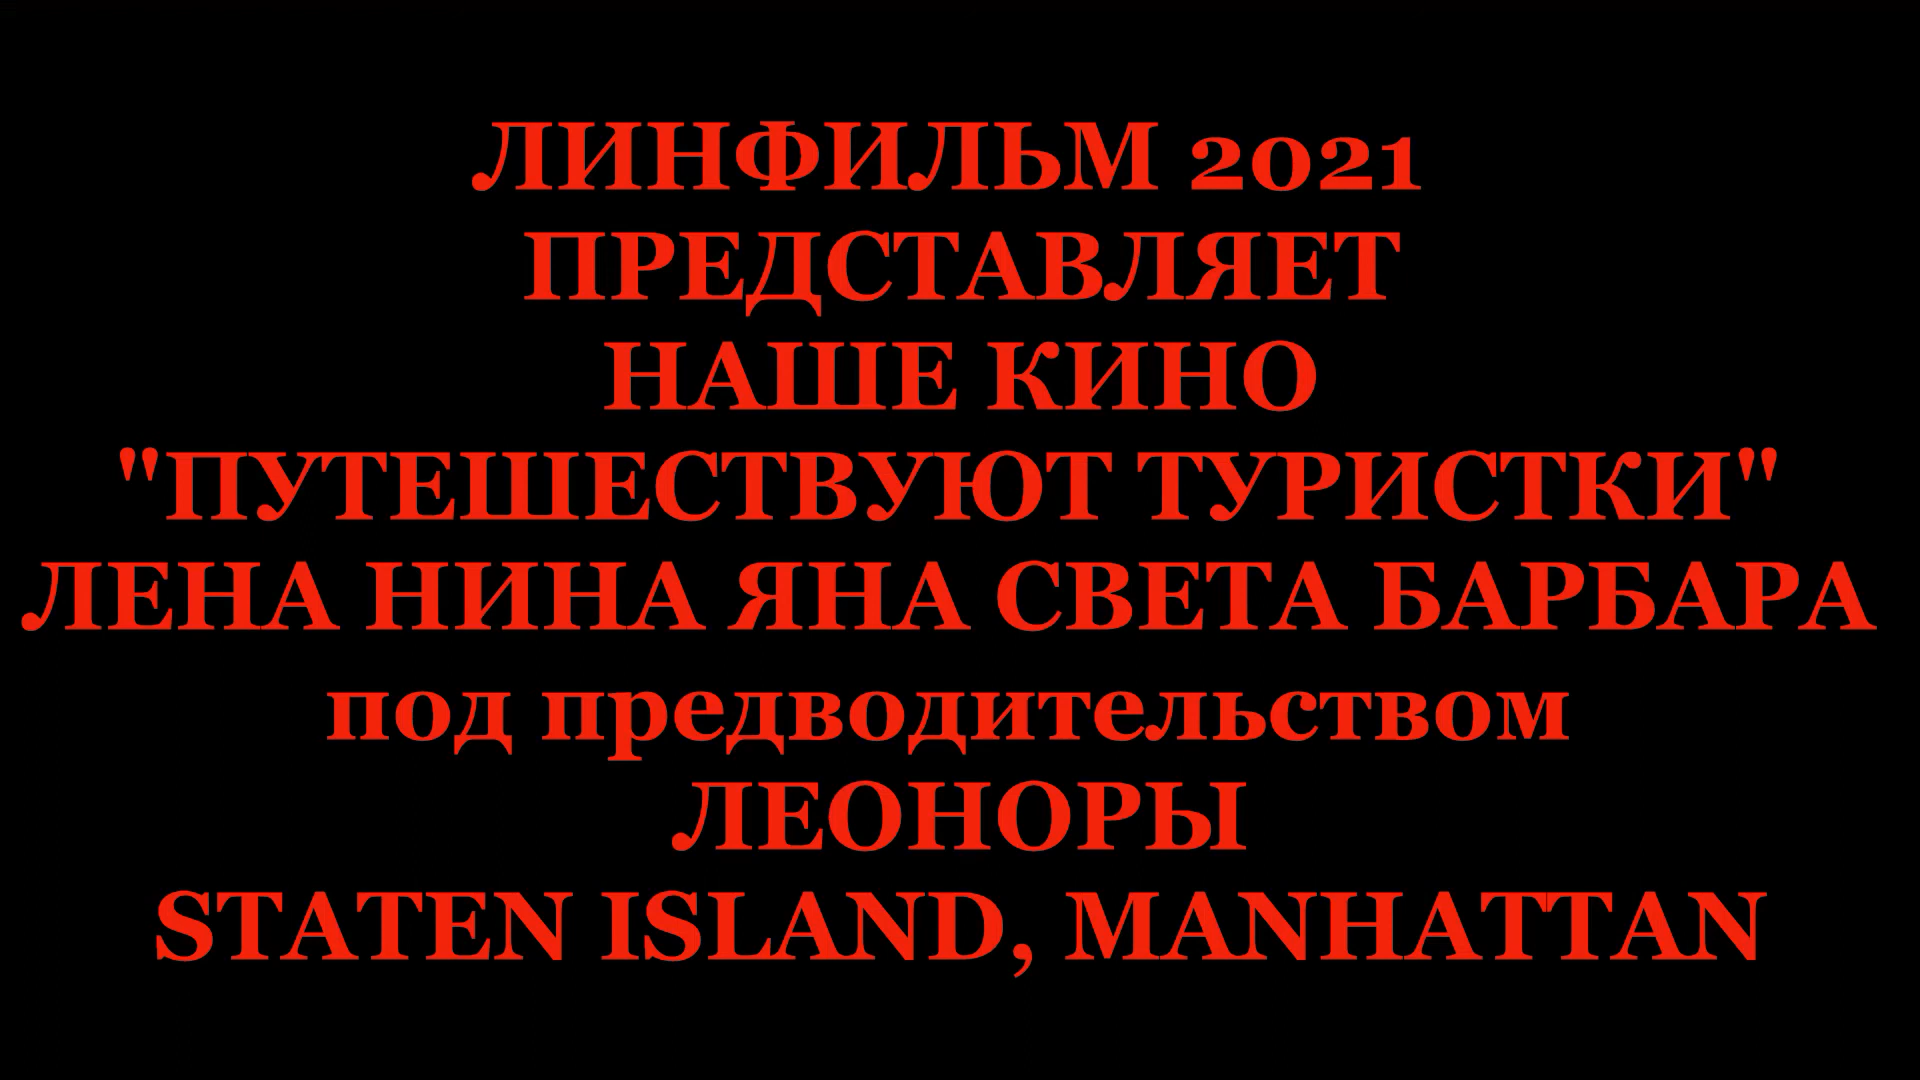 ЛИНФИЛЬМ 2021
ПРЕДСТАВЛЯЕТ
НАШЕ КИНО
"ПУТЕШЕСТВУЮТ ТУРИСТКИ"
ЛЕНА НИНА ЯНА СВЕТА БАРБАРА
под предводительством
ЛЕОНОРЫ
STATEN ISLAND, MANHATTAN